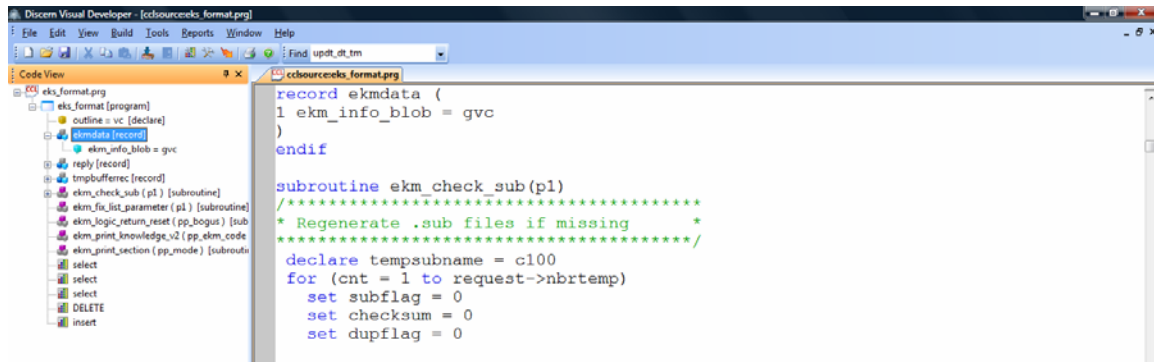 Discern Visual Developer - [cclsource:eks_format.prg]
File Edit View Build Tools Reports Window Help
Find updt_dt_tm
Code View
cclsource:eks_format.prg
eks_format.prg
eks_format [program]
outline = vc [declare]
ekmdata [record]
ekm_info_blob = gvc
reply [record]
tmpbufferrec [record]
ekm_check_sub ( p1 ) [subroutine]
ekm_fix_list_parameter ( p1 ) [subroutine]
ekm_logic_return_reset ( pp_bogus ) [sub
ekm_print_knowledge_v2 ( pp_ekm_code
ekm_print_section ( pp_mode ) [subroutin
select
select
select
DELETE
insert
record ekmdata (
1 ekm_info_blob = gvc
)
endif
subroutine ekm_check_sub(p1)
/****************************************
* Regenerate .sub files if missing *
****************************************/
declare tempsubname = c100
for (cnt = 1 to request->nbrtemp)
set subflag = 0
set checksum = 0
set dupflag = 0